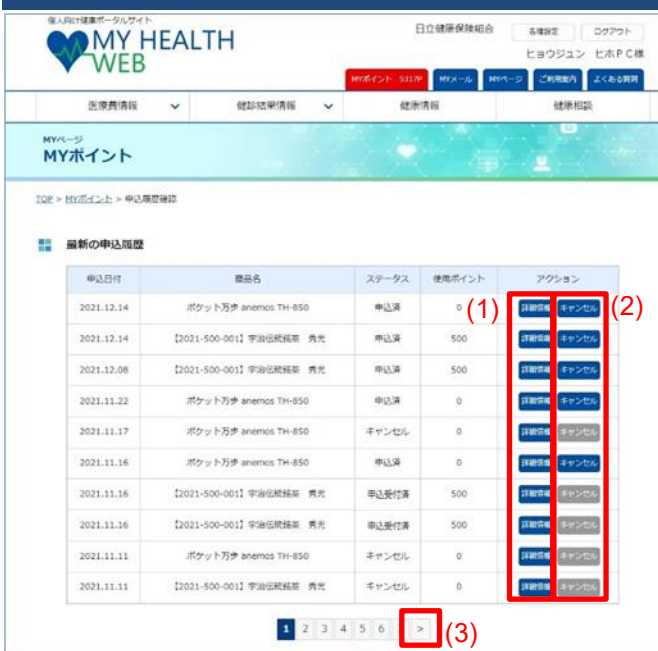 個人向け健康ポータルサイト
MY HEALTH WEB
日立健康保険組合
各種設定 ログアウト
ヒョウジュン ヒホPC様
MYポイント 5317P MYメール MYページ ご利用案内 よくある質問
医療費情報 健診結果情報 健康情報 健康相談
MYページ
MYポイント
TOP > MYポイント > 申込履歴確認
最新の申込履歴
申込日付 商品名 ステータス 使用ポイント アクション
2021.12.14 ポケット万歩 anemos TH-850 申込済 0 (1) 詳細情報 キャンセル (2)
2021.12.14 【2021-500-001】宇治伝統銘茶 秀光 申込済 500 詳細情報 キャンセル
2021.12.08 【2021-500-001】宇治伝統銘茶 秀光 申込済 500 詳細情報 キャンセル
2021.11.22 ポケット万歩 anemos TH-850 申込済 0 詳細情報 キャンセル
2021.11.17 ポケット万歩 anemos TH-850 キャンセル 0 詳細情報 キャンセル
2021.11.16 ポケット万歩 anemos TH-850 申込済 0 詳細情報 キャンセル
2021.11.16 【2021-500-001】宇治伝統銘茶 秀光 申込受付済 500 詳細情報 キャンセル
2021.11.16 【2021-500-001】宇治伝統銘茶 秀光 申込受付済 500 詳細情報 キャンセル
2021.11.11 ポケット万歩 anemos TH-850 キャンセル 0 詳細情報 キャンセル
2021.11.11 【2021-500-001】宇治伝統銘茶 秀光 キャンセル 0 詳細情報 キャンセル
1 2 3 4 5 6 > (3)